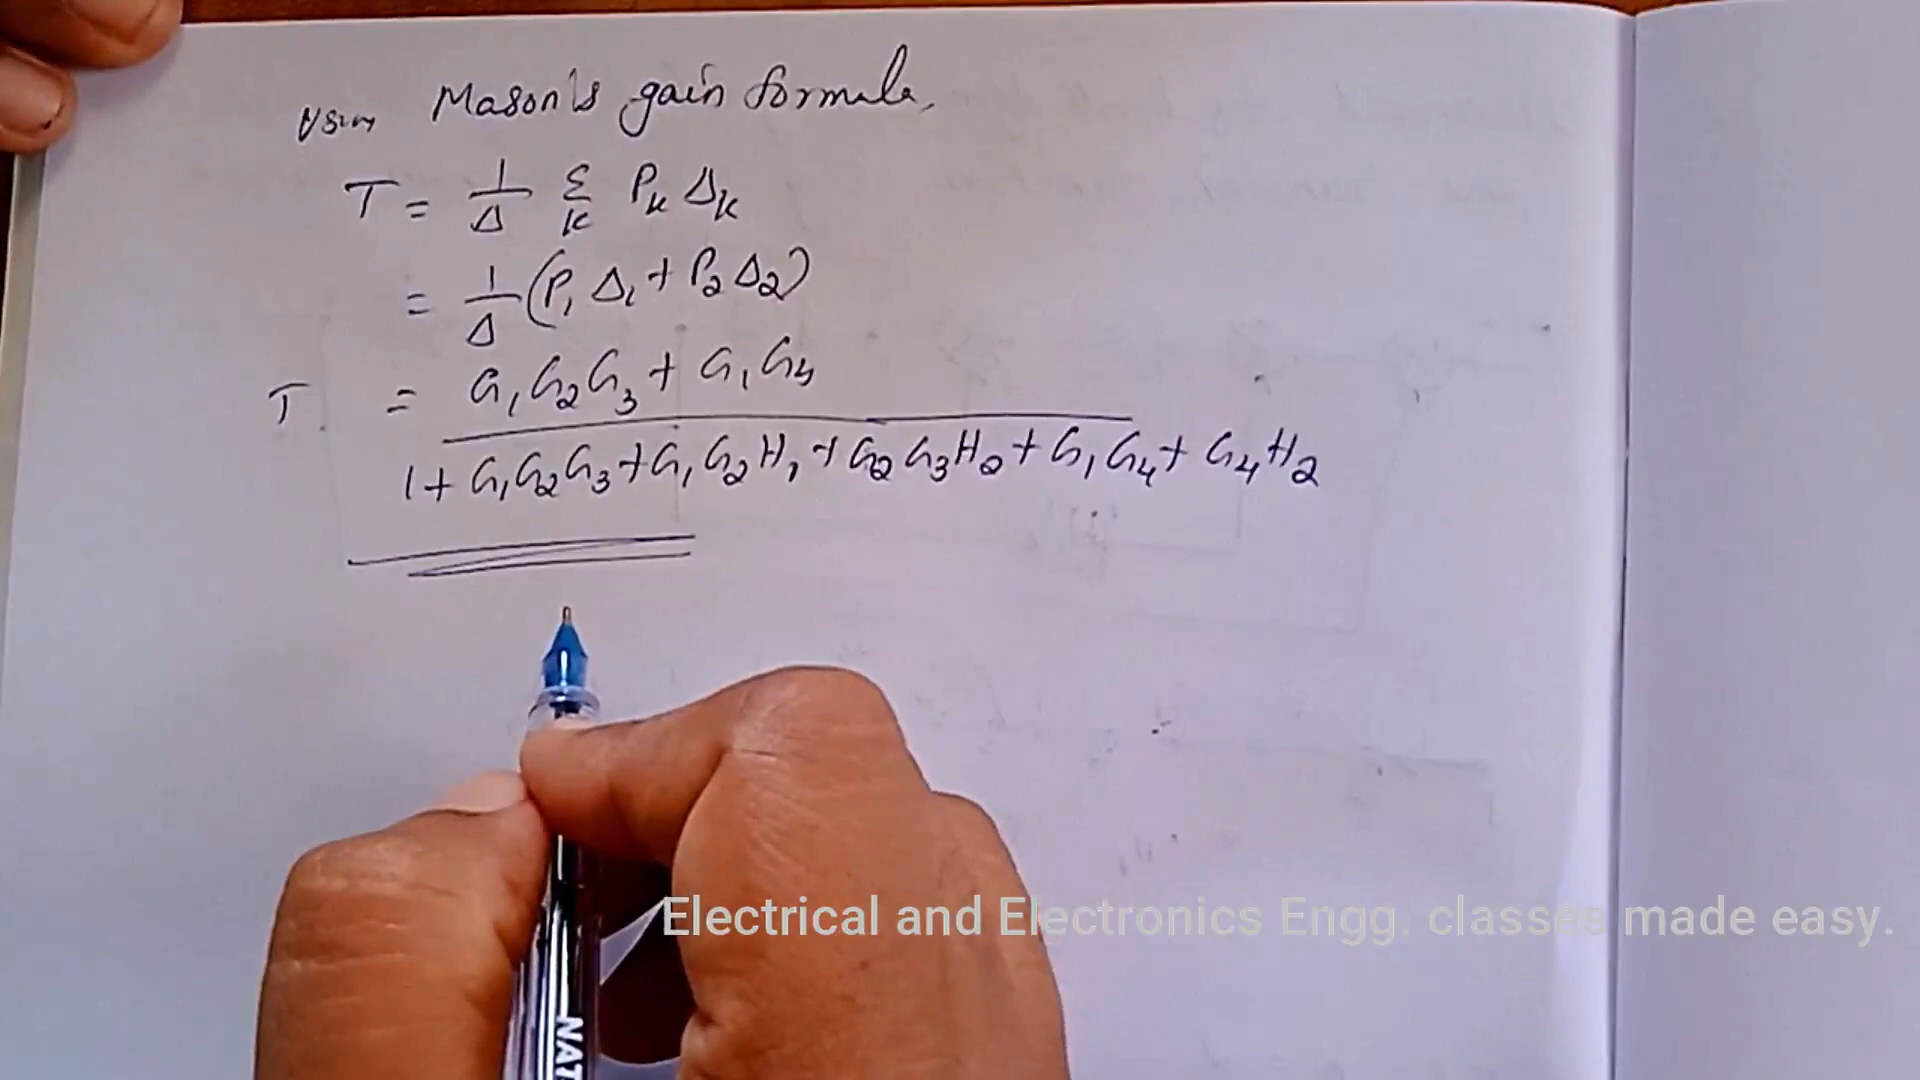 Using Mason's gain formula,
T = 1/Δ Σ_K P_K Δ_K
= 1/Δ (P₁ Δ₁ + P₂ Δ₂)
T = G₁G₂G₃ + G₁G₄
1 + G₁G₂G₃ + G₁G₂H₁ + G₂G₃H₂ + G₁G₄ + G₄H₂
NAT
Electrical and Electronics Engg. classes made easy.